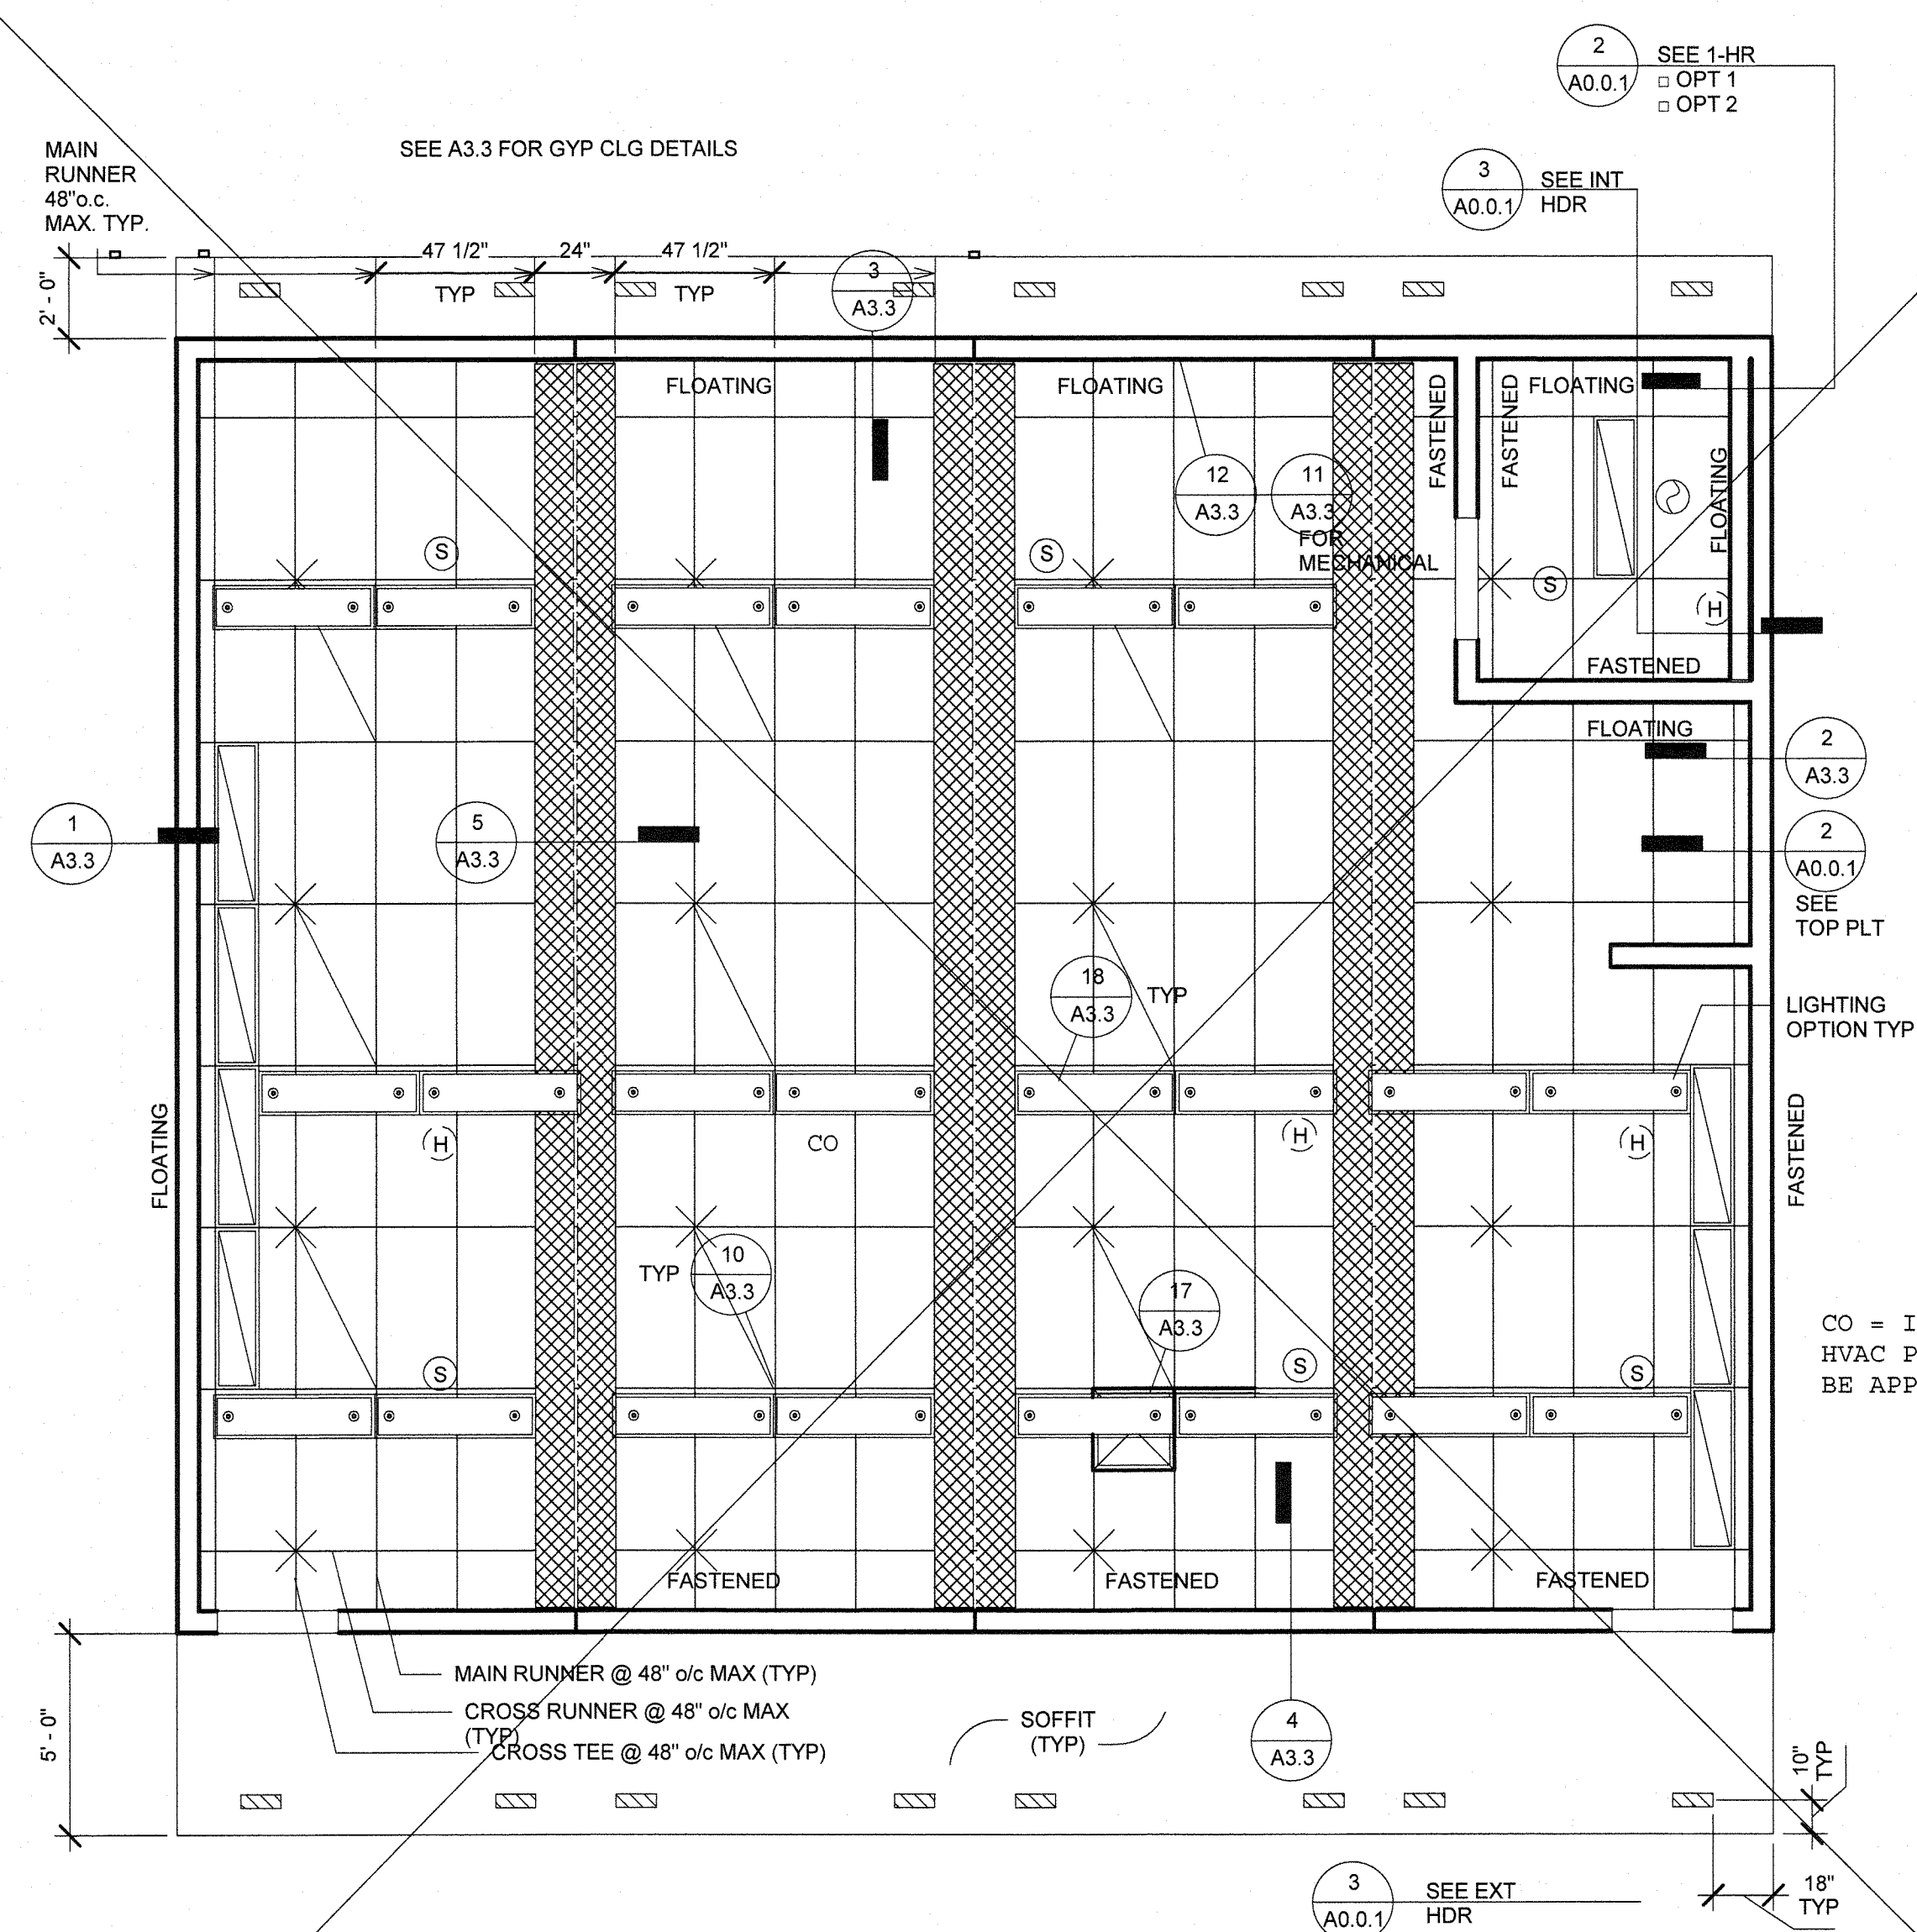 2
A0.0.1
SEE 1-HR
□ OPT 1
□ OPT 2
MAIN
RUNNER
48"o.c.
MAX. TYP.
SEE A3.3 FOR GYP CLG DETAILS
3
A0.0.1
SEE INT
HDR
47 1/2"
24"
47 1/2"
TYP
TYP
2' - 0"
3
A3.3
FLOATING
FLOATING
FASTENED
FASTENED
FLOATING
FLOATING
12
A3.3
11
A3.3
FOR
MECHANICAL
S
S
S
H
FASTENED
FLOATING
2
A3.3
1
A3.3
5
A3.3
2
A0.0.1
SEE
TOP PLT
18
A3.3
TYP
LIGHTING
OPTION TYP
FLOATING
H
CO
H
H
FASTENED
TYP
10
A3.3
17
A3.3
S
S
S
CO = I
HVAC P
BE APP
FASTENED
FASTENED
FASTENED
MAIN RUNNER @ 48" o/c MAX (TYP)
CROSS RUNNER @ 48" o/c MAX
(TYP)
CROSS TEE @ 48" o/c MAX (TYP)
SOFFIT
(TYP)
4
A3.3
5' - 0"
10"
TYP
18"
TYP
3
A0.0.1
SEE EXT
HDR